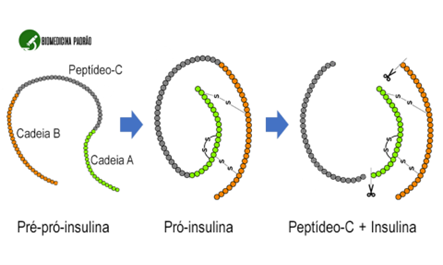 BIOMEDICINA PADRÃO
Peptídeo-C
Cadeia B
Cadeia A
S
S
S
S
S
S
S
S
S
S
S
S
Pré-pró-insulina
Pró-insulina
Peptídeo-C + Insulina